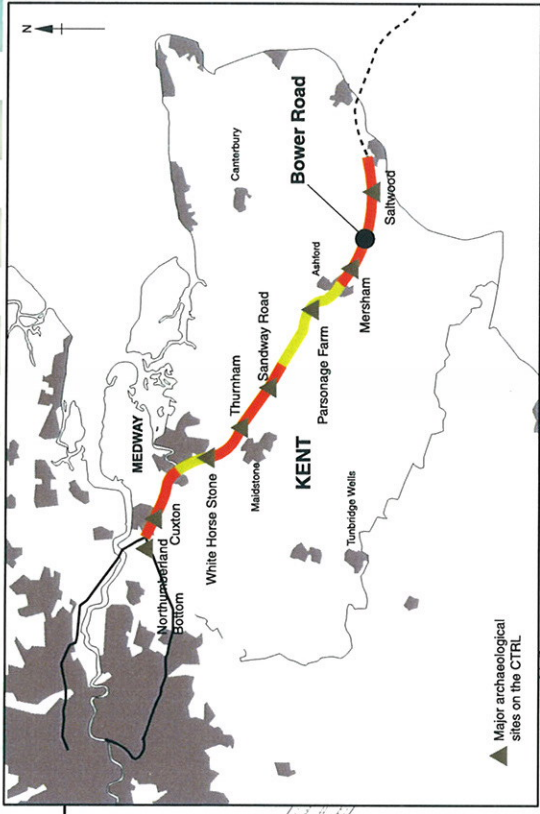 N
Canterbury
Bower Road
Saltwood
Ashford
Mersham
Sandway Road
Parsonage Farm
Thurnham
MEDWAY
KENT
Maidstone
White Horse Stone
Cuxton
Tunbridge Wells
Northumberland
Bottom
Major archaeological
sites on the CTRL